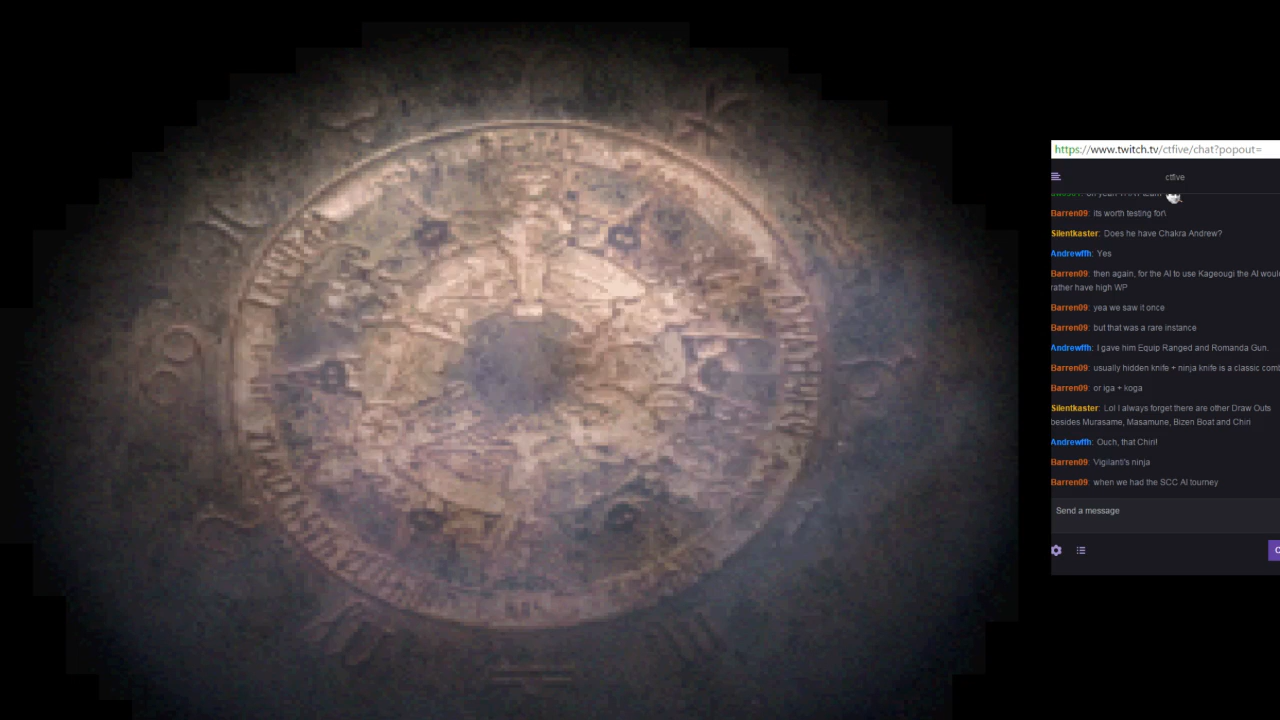 https://www.twitch.tv/ctfive/chat?popout=
ctfive
Barren09: its worth testing for\
Silentkaster: Does he have Chakra Andrew?
Andrewffh: Yes
Barren09: then again, for the AI to use Kageougi the AI woul
rather have high WP
Barren09: yea we saw it once
Barren09: but that was a rare instance
Andrewffh: I gave him Equip Ranged and Romanda Gun.
Barren09: usually hidden knife + ninja knife is a classic com
Barren09: or iga + koga
Silentkaster: Lol I always forget there are other Draw Outs
besides Murasame, Masamune, Bizen Boat and Chiri
Andrewffh: Ouch, that Chiri!
Barren09: Vigilanti's ninja
Barren09: when we had the SCC AI tourney
Send a message